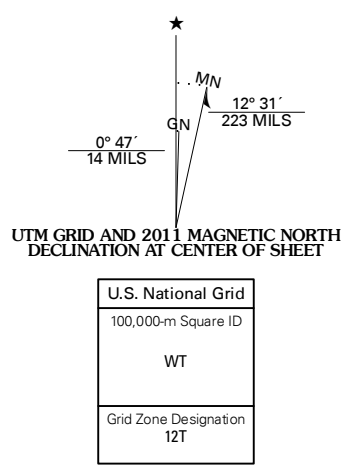 ★
MN
12° 31´
223 MILS
GN
0° 47´
14 MILS
UTM GRID AND 2011 MAGNETIC NORTH
DECLINATION AT CENTER OF SHEET
U.S. National Grid
100,000-m Square ID
WT
Grid Zone Designation
12T